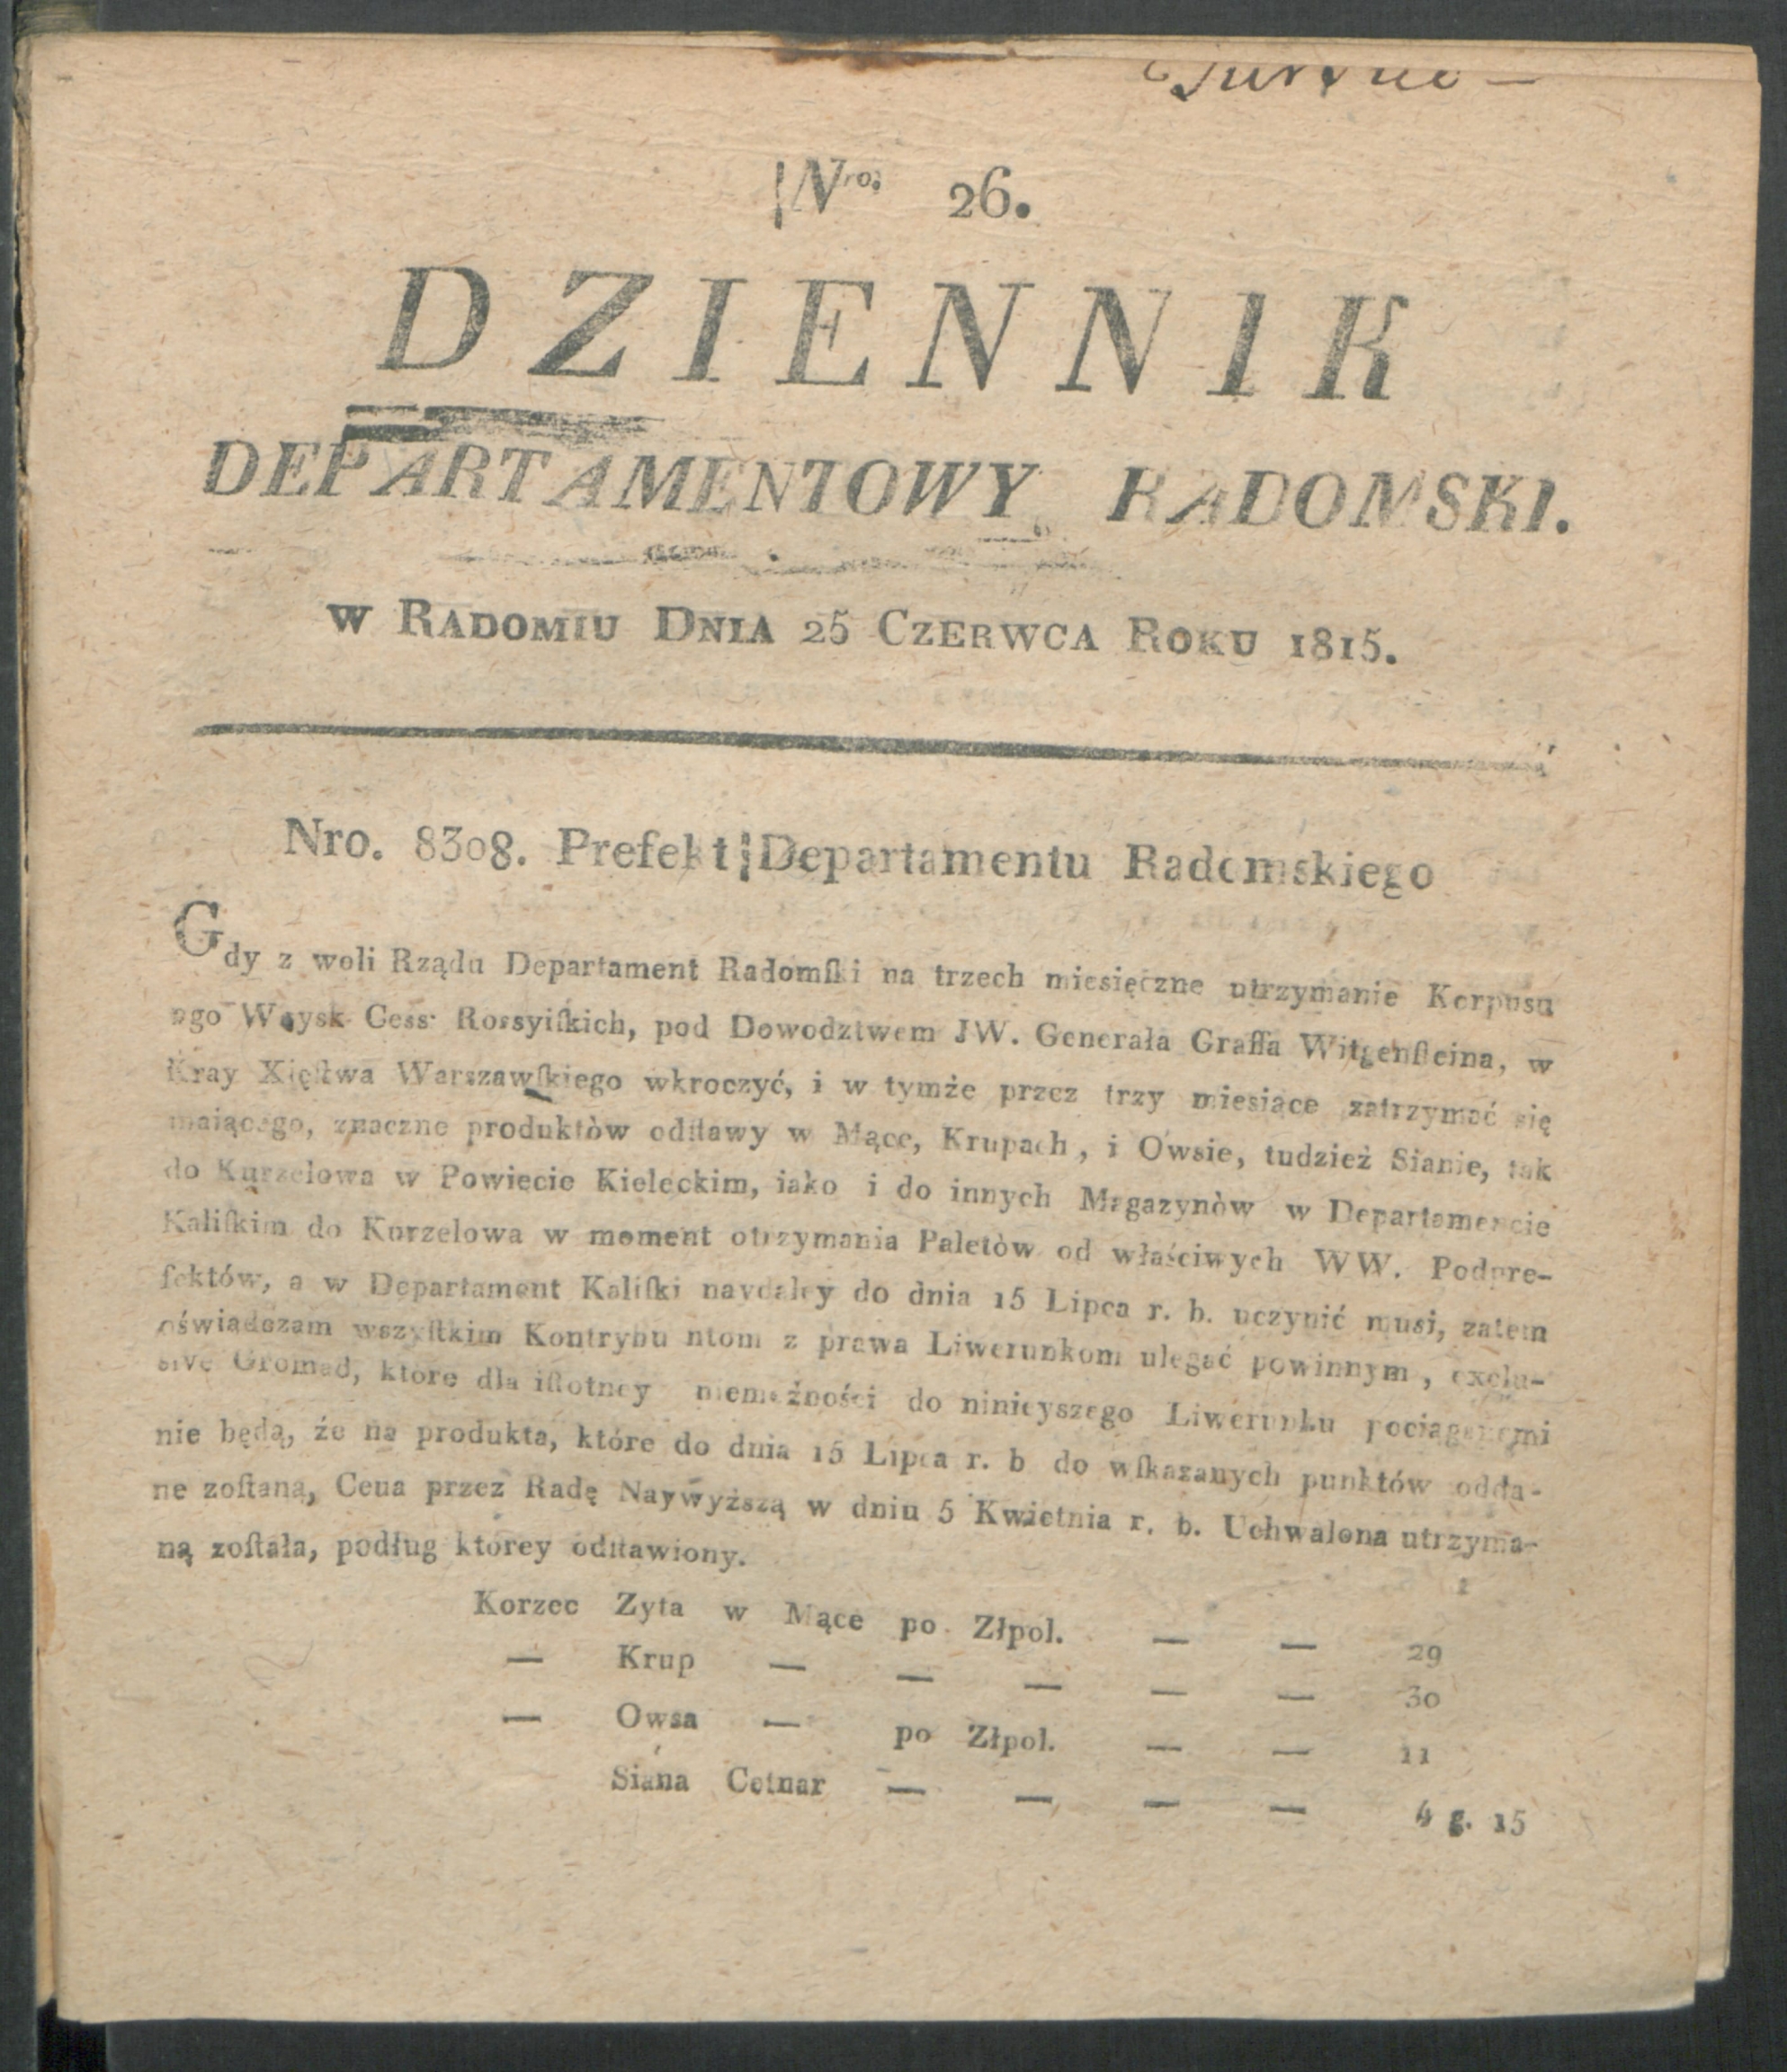 Nro. 26.
DZIENNIK
DEPARTAMENTOWY RADOMSKI.
w Radomiu Dnia 25 Czerwca Roku 1815.
Nro. 8308. Prefekt Departamentu Radomskiego
Gdy z woli Rządu Departament Radomſki na trzech miesięczne utrzymanie Korpusu
ogo Woysk Cess. Rossyiſkich, pod Dowodztwem JW. Generała Graffa Witgenſteina, w
Kray Xięſtwa Warszawſkiego wkroczyć, i w tymże przez trzy miesiące zatrzymać się
maiącego, znaczne produktòw odſtawy w Mące, Krupach, i Owsie, tudzież Sianie, tak
do Kurzelowa w Powiecie Kieleckim, iako i do innych Magazynòw w Departamencie
Kaliſkim do Kurzelowa w moment otrzymania Paletòw od właściwych WW. Podpre-
fektów, a w Departament Kaliſki naydaley do dnia 15 Lipca r. b. uczynić musi, zatem
oświadczam wszyſtkim Kontrybu ntom z prawa Liwerunkom ulegać powinnym, exclu-
sive Gromad, ktore dla iſtotney niemożności do ninieyszego Liwerunku pociąganemi
nie będą, że na produkta, które do dnia 15 Lipca r. b do wſkazanych punktów odda-
ne zoſtaną, Cena przez Radę Naywyższą w dniu 5 Kwietnia r. b. Uchwalona utrzyma-
ną zoſtała, podług ktorey odſtawiony.
Korzec Zyta w Mące po Złpol. — — 29
— Krup — — — — — 30
— Owsa — po Złpol. — — 11
Siana Cetnar — — — — 4 g. 15